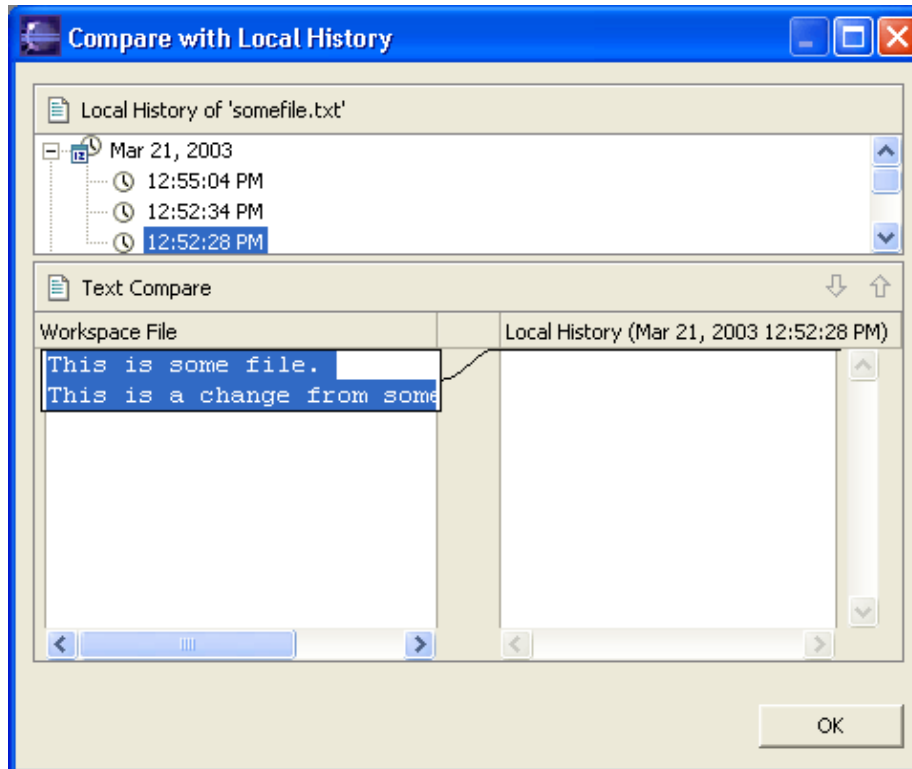 Compare with Local History
Local History of 'somefile.txt'
Mar 21, 2003
12:55:04 PM
12:52:34 PM
12:52:28 PM
Text Compare
Workspace File
Local History (Mar 21, 2003 12:52:28 PM)
This is some file.
This is a change from some
OK